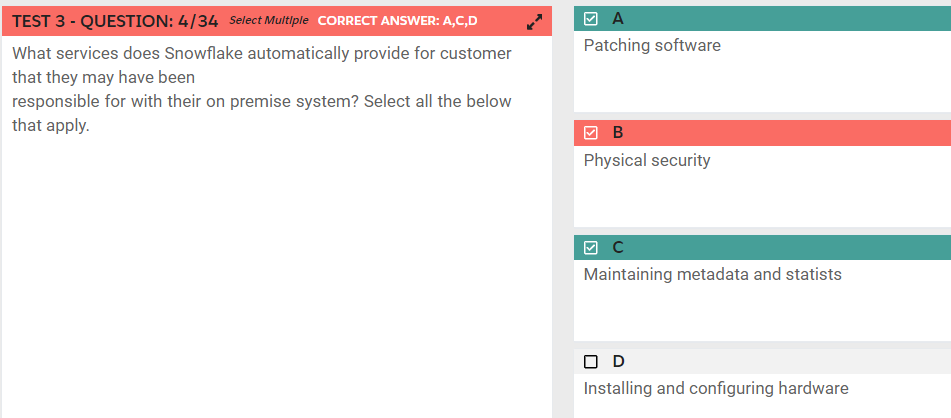 TEST 3 - QUESTION: 4/34 Select Multiple CORRECT ANSWER: A,C,D
What services does Snowflake automatically provide for customer
that they may have been
responsible for with their on premise system? Select all the below
that apply.
A
Patching software
B
Physical security
C
Maintaining metadata and statists
D
Installing and configuring hardware